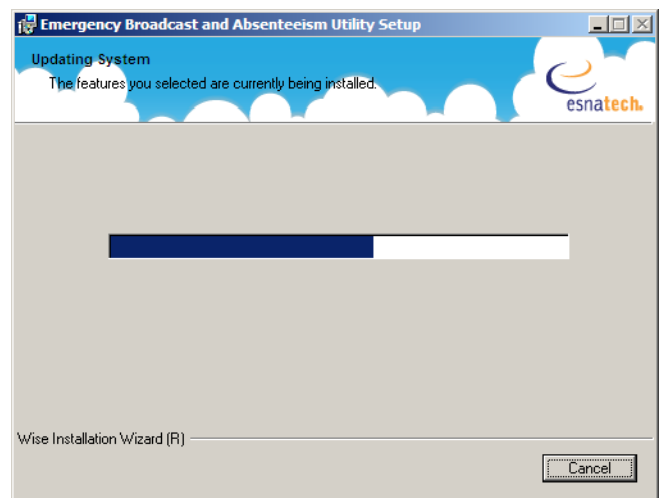 Emergency Broadcast and Absenteeism Utility Setup
Updating System
The features you selected are currently being installed.
esnatech.
Wise Installation Wizard (R)
Cancel